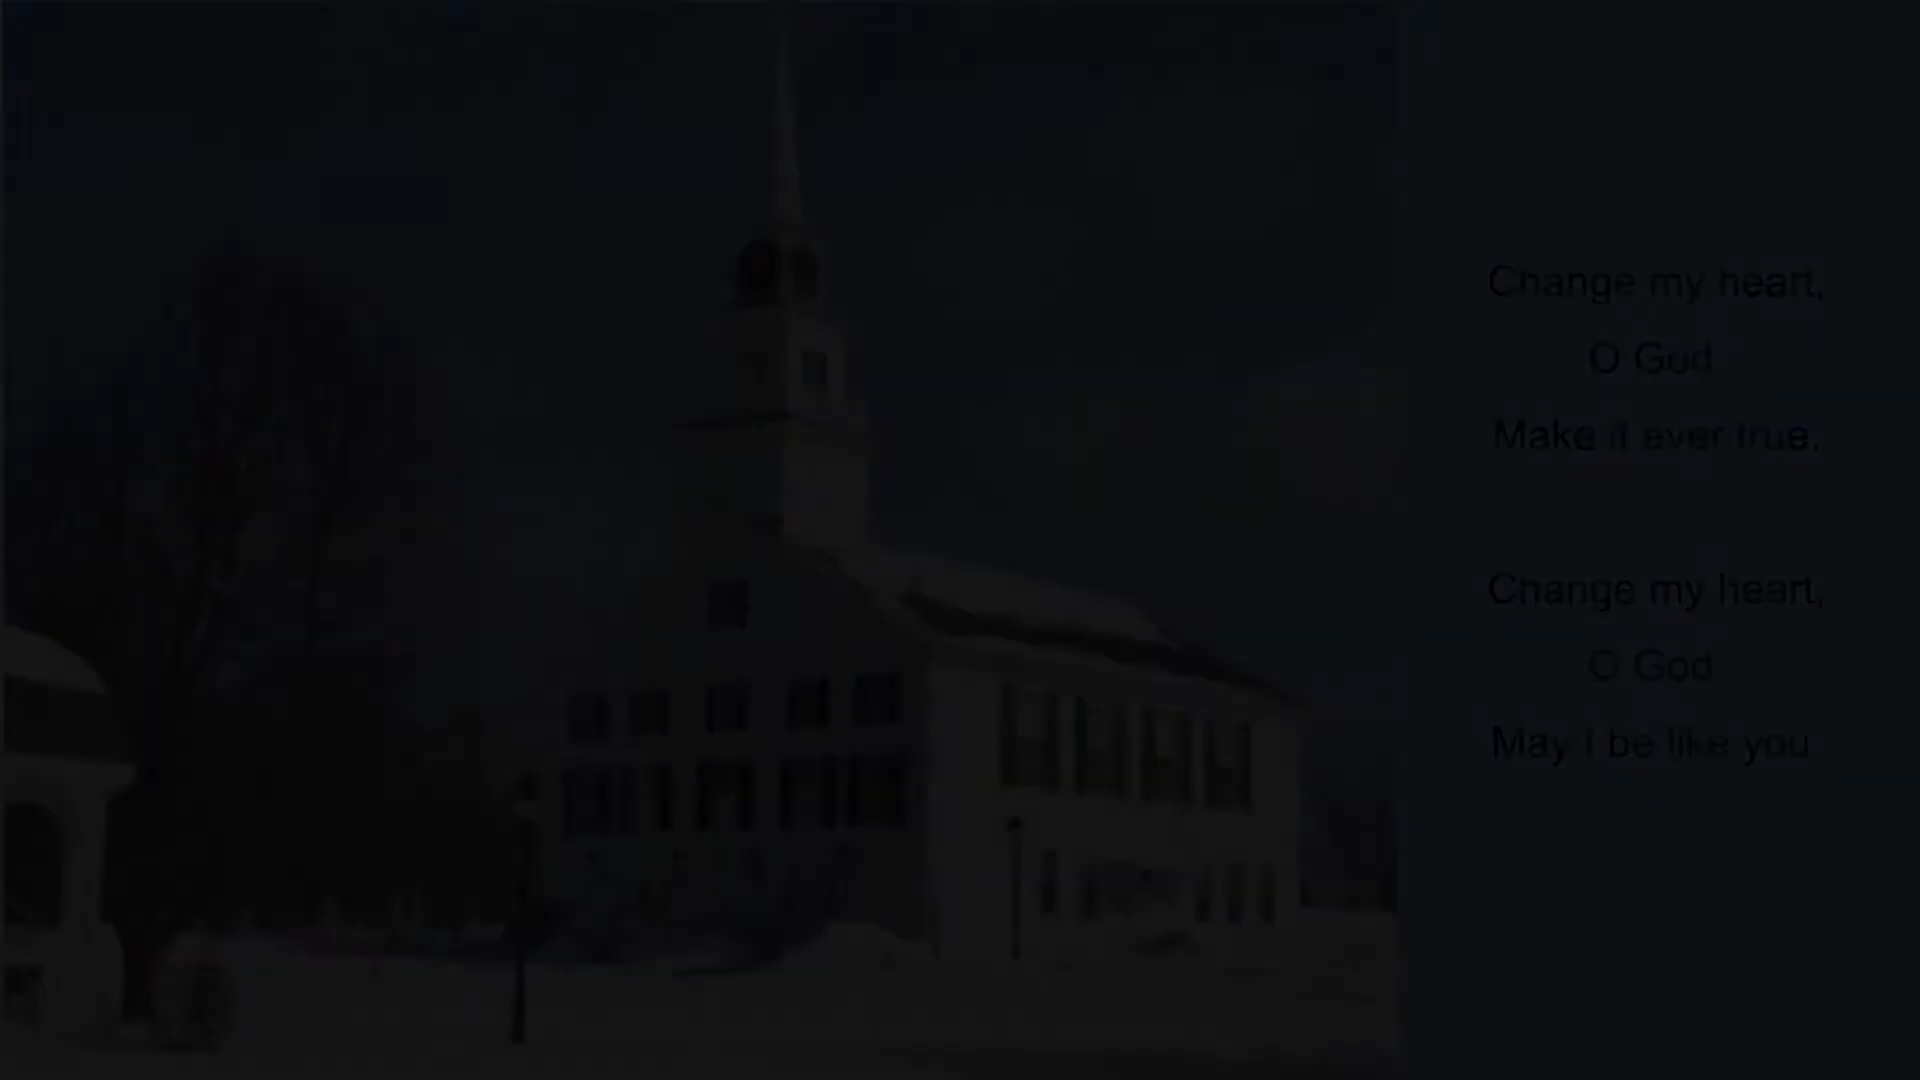 Change my heart,
O God
Make it ever true.
Change my heart,
O God
May I be like you